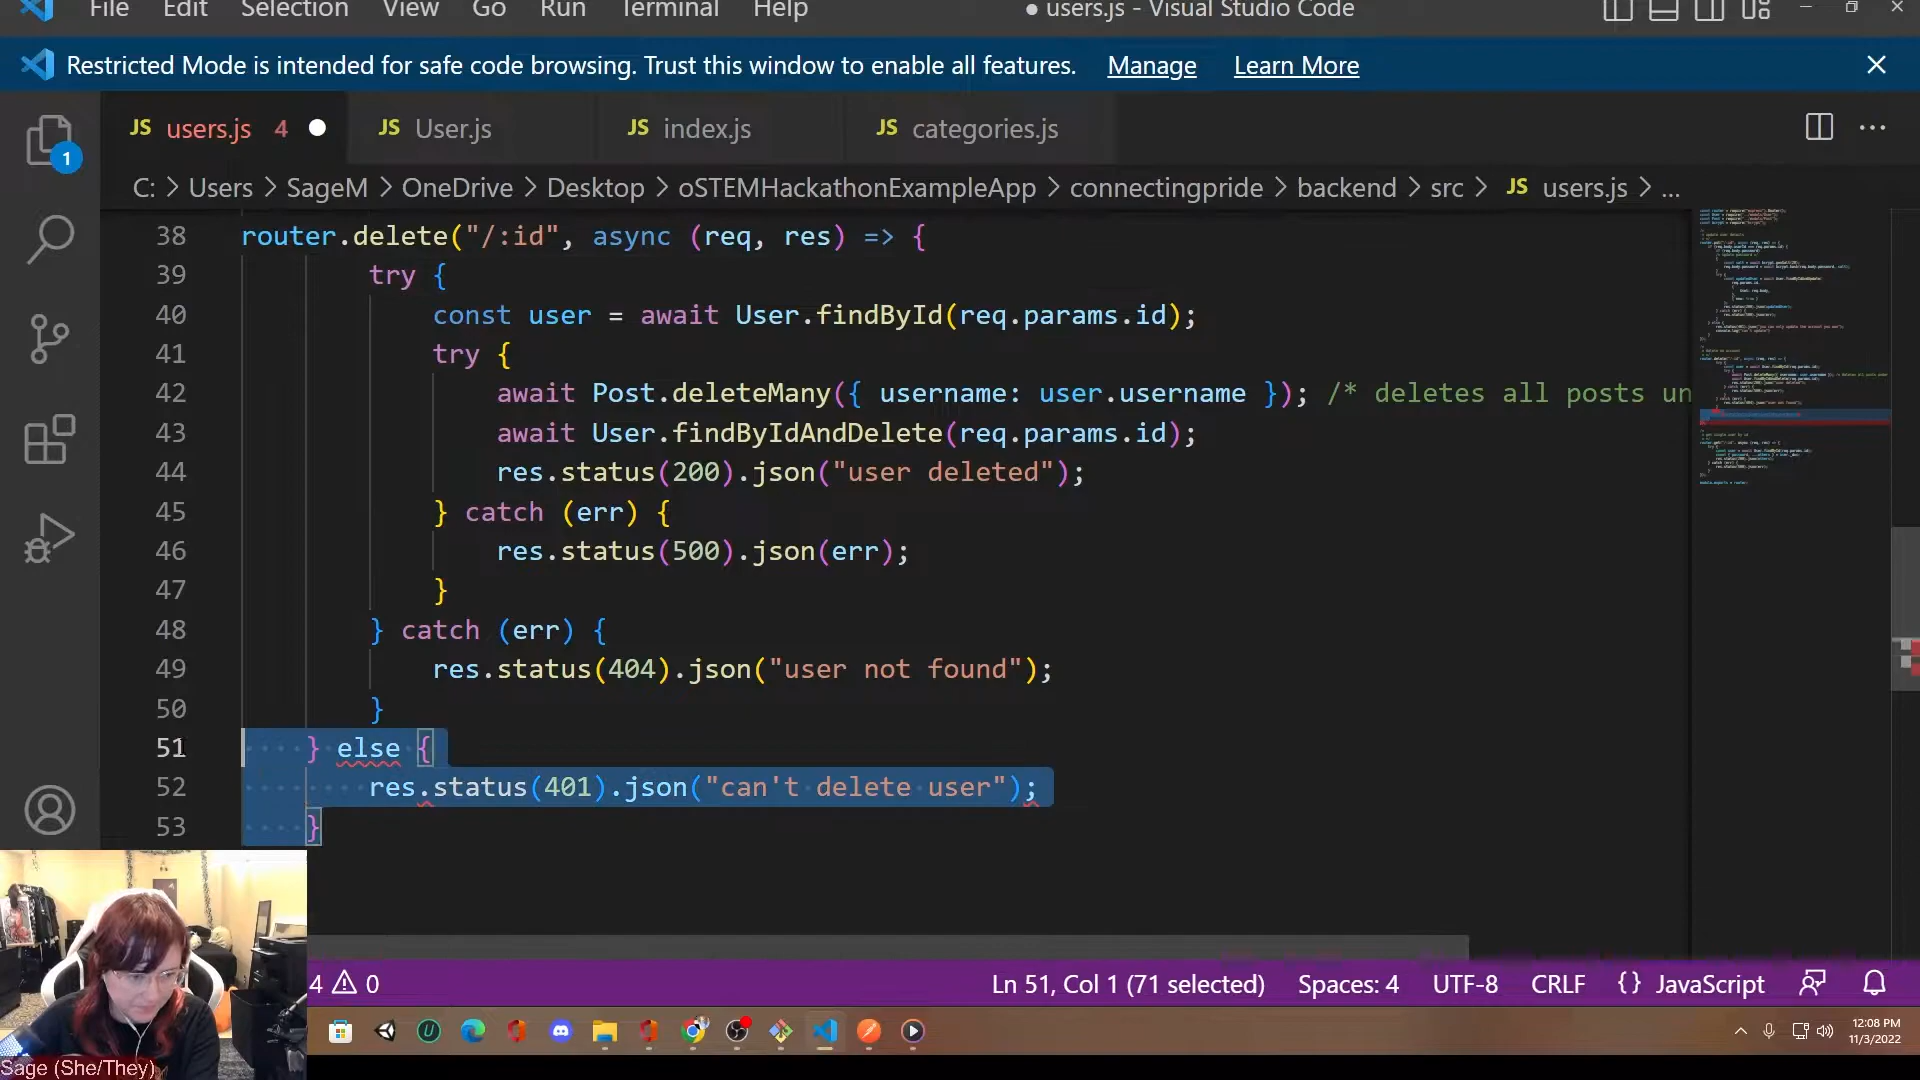 File Edit Selection View Go Run Terminal Help ● users.js - Visual Studio Code
Restricted Mode is intended for safe code browsing. Trust this window to enable all features. Manage Learn More
JS users.js 4 JS User.js JS index.js JS categories.js
1
C: > Users > SageM > OneDrive > Desktop > oSTEMHackathonExampleApp > connectingpride > backend > src > JS users.js > ...
38 router.delete("/:id", async (req, res) => {
39 try {
40 const user = await User.findById(req.params.id);
41 try {
42 await Post.deleteMany({ username: user.username }); /* deletes all posts un
43 await User.findByIdAndDelete(req.params.id);
44 res.status(200).json("user deleted");
45 } catch (err) {
46 res.status(500).json(err);
47 }
48 } catch (err) {
49 res.status(404).json("user not found");
50 }
51 } else {
52 res.status(401).json("can't delete user");
53 }
4 0 Ln 51, Col 1 (71 selected) Spaces: 4 UTF-8 CRLF {} JavaScript
12:08 PM
11/3/2022
Sage (She/They)